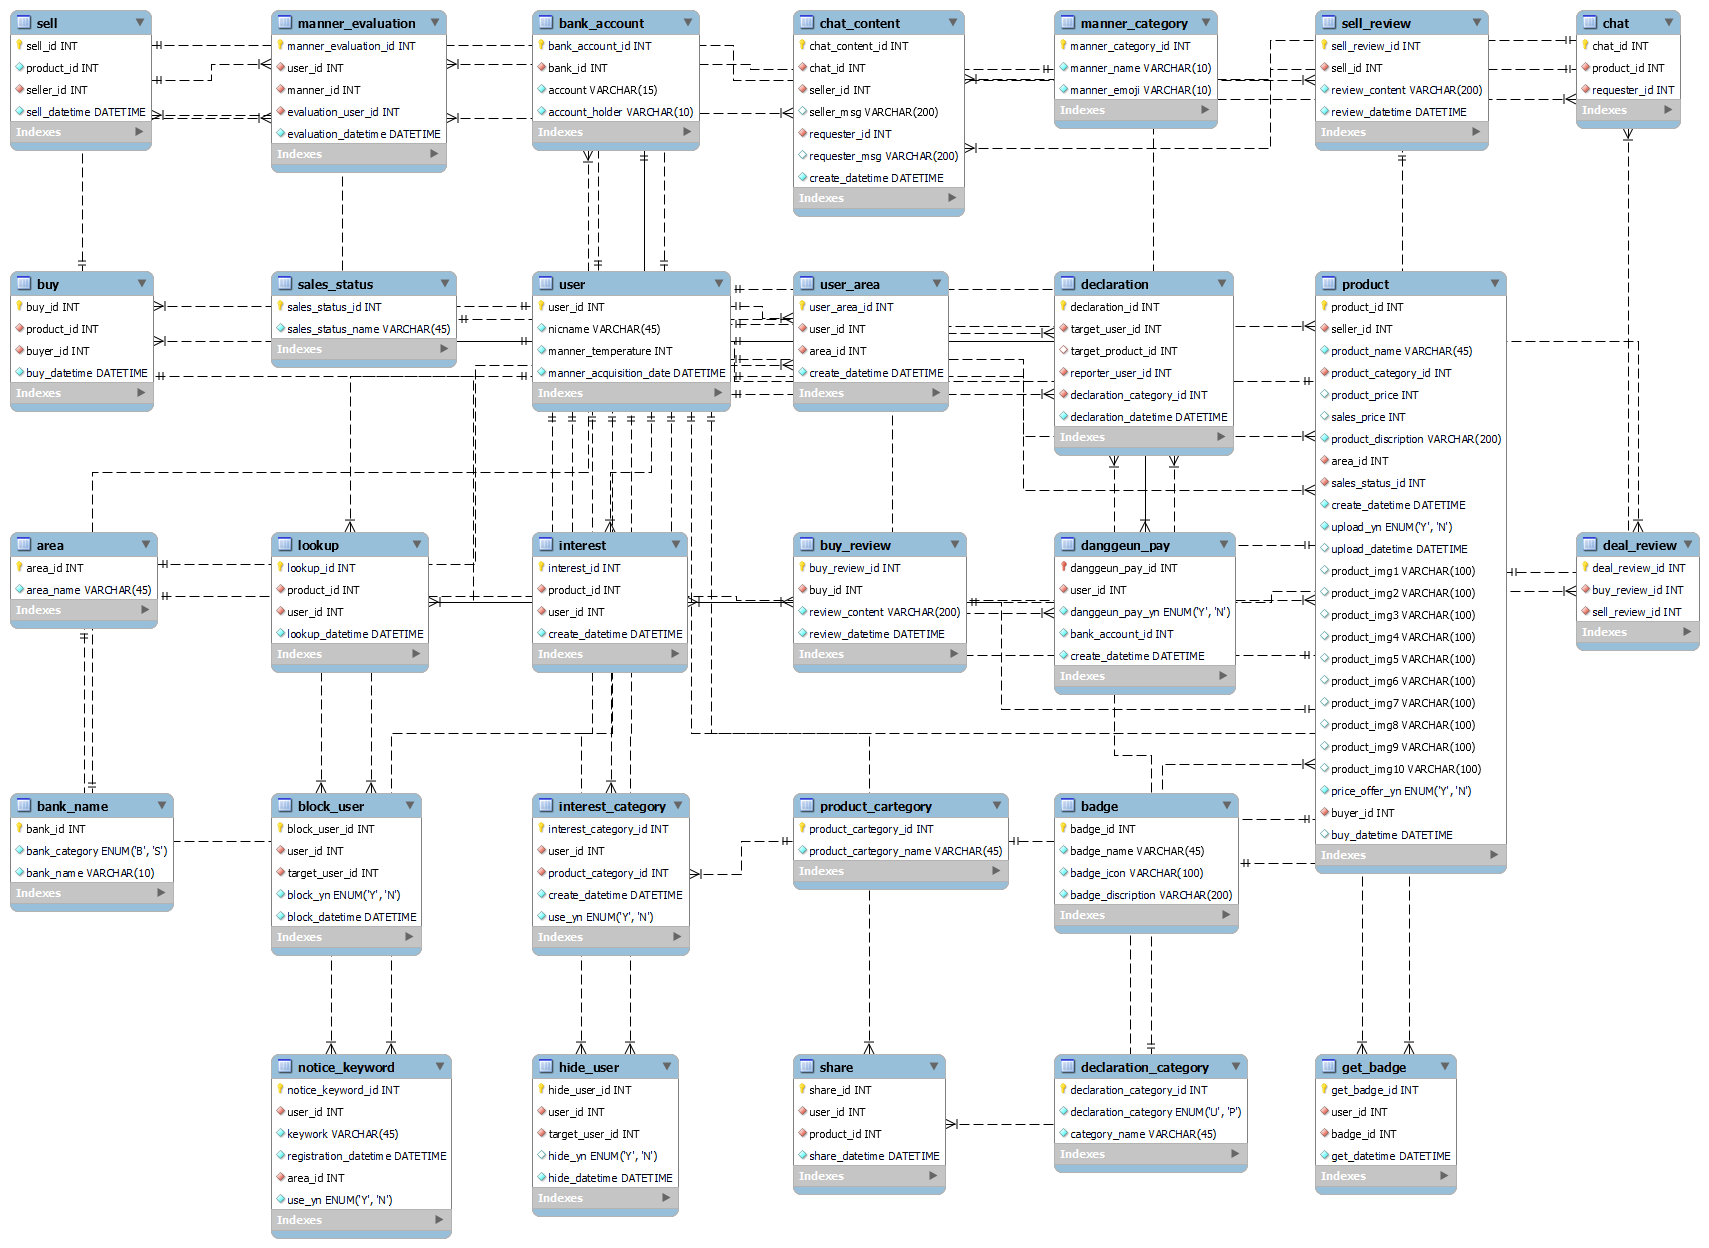 sell
sell_id INT
product_id INT
seller_id INT
sell_datetime DATETIME
Indexes
manner_evaluation
manner_evaluation_id INT
user_id INT
manner_id INT
evaluation_user_id INT
evaluation_datetime DATETIME
Indexes
bank_account
bank_account_id INT
bank_id INT
account VARCHAR(15)
account_holder VARCHAR(10)
Indexes
chat_content
chat_content_id INT
chat_id INT
seller_id INT
seller_msg VARCHAR(200)
requester_id INT
requester_msg VARCHAR(200)
create_datetime DATETIME
Indexes
manner_category
manner_category_id INT
manner_name VARCHAR(10)
manner_emoji VARCHAR(10)
Indexes
sell_review
sell_review_id INT
sell_id INT
review_content VARCHAR(200)
review_datetime DATETIME
Indexes
chat
chat_id INT
product_id INT
requester_id INT
Indexes
buy
buy_id INT
product_id INT
buyer_id INT
buy_datetime DATETIME
Indexes
sales_status
sales_status_id INT
sales_status_name VARCHAR(45)
Indexes
user
user_id INT
nicname VARCHAR(45)
manner_temperature INT
manner_acquisition_date DATETIME
Indexes
user_area
user_area_id INT
user_id INT
area_id INT
create_datetime DATETIME
Indexes
declaration
declaration_id INT
target_user_id INT
target_product_id INT
reporter_user_id INT
declaration_category_id INT
declaration_datetime DATETIME
Indexes
product
product_id INT
seller_id INT
product_name VARCHAR(45)
product_category_id INT
product_price INT
sales_price INT
product_discription VARCHAR(200)
area_id INT
sales_status_id INT
create_datetime DATETIME
upload_yn ENUM('Y', 'N')
upload_datetime DATETIME
product_img1 VARCHAR(100)
product_img2 VARCHAR(100)
product_img3 VARCHAR(100)
product_img4 VARCHAR(100)
product_img5 VARCHAR(100)
product_img6 VARCHAR(100)
product_img7 VARCHAR(100)
product_img8 VARCHAR(100)
product_img9 VARCHAR(100)
product_img10 VARCHAR(100)
price_offer_yn ENUM('Y', 'N')
buyer_id INT
buy_datetime DATETIME
Indexes
area
area_id INT
area_name VARCHAR(45)
Indexes
lookup
lookup_id INT
product_id INT
user_id INT
lookup_datetime DATETIME
Indexes
interest
interest_id INT
product_id INT
user_id INT
create_datetime DATETIME
Indexes
buy_review
buy_review_id INT
buy_id INT
review_content VARCHAR(200)
review_datetime DATETIME
Indexes
danggeun_pay
danggeun_pay_id INT
user_id INT
danggeun_pay_yn ENUM('Y', 'N')
bank_account_id INT
create_datetime DATETIME
Indexes
deal_review
deal_review_id INT
buy_review_id INT
sell_review_id INT
Indexes
bank_name
bank_id INT
bank_category ENUM('B', 'S')
bank_name VARCHAR(10)
Indexes
block_user
block_user_id INT
user_id INT
target_user_id INT
block_yn ENUM('Y', 'N')
block_datetime DATETIME
Indexes
interest_category
interest_category_id INT
user_id INT
product_category_id INT
create_datetime DATETIME
use_yn ENUM('Y', 'N')
Indexes
product_cartegory
product_cartegory_id INT
product_cartegory_name VARCHAR(45)
Indexes
badge
badge_id INT
badge_name VARCHAR(45)
badge_icon VARCHAR(100)
badge_discription VARCHAR(200)
Indexes
notice_keyword
notice_keyword_id INT
user_id INT
keywork VARCHAR(45)
registration_datetime DATETIME
area_id INT
use_yn ENUM('Y', 'N')
Indexes
hide_user
hide_user_id INT
user_id INT
target_user_id INT
hide_yn ENUM('Y', 'N')
hide_datetime DATETIME
Indexes
share
share_id INT
user_id INT
product_id INT
share_datetime DATETIME
Indexes
declaration_category
declaration_category_id INT
declaration_category ENUM('U', 'P')
category_name VARCHAR(45)
Indexes
get_badge
get_badge_id INT
user_id INT
badge_id INT
get_datetime DATETIME
Indexes